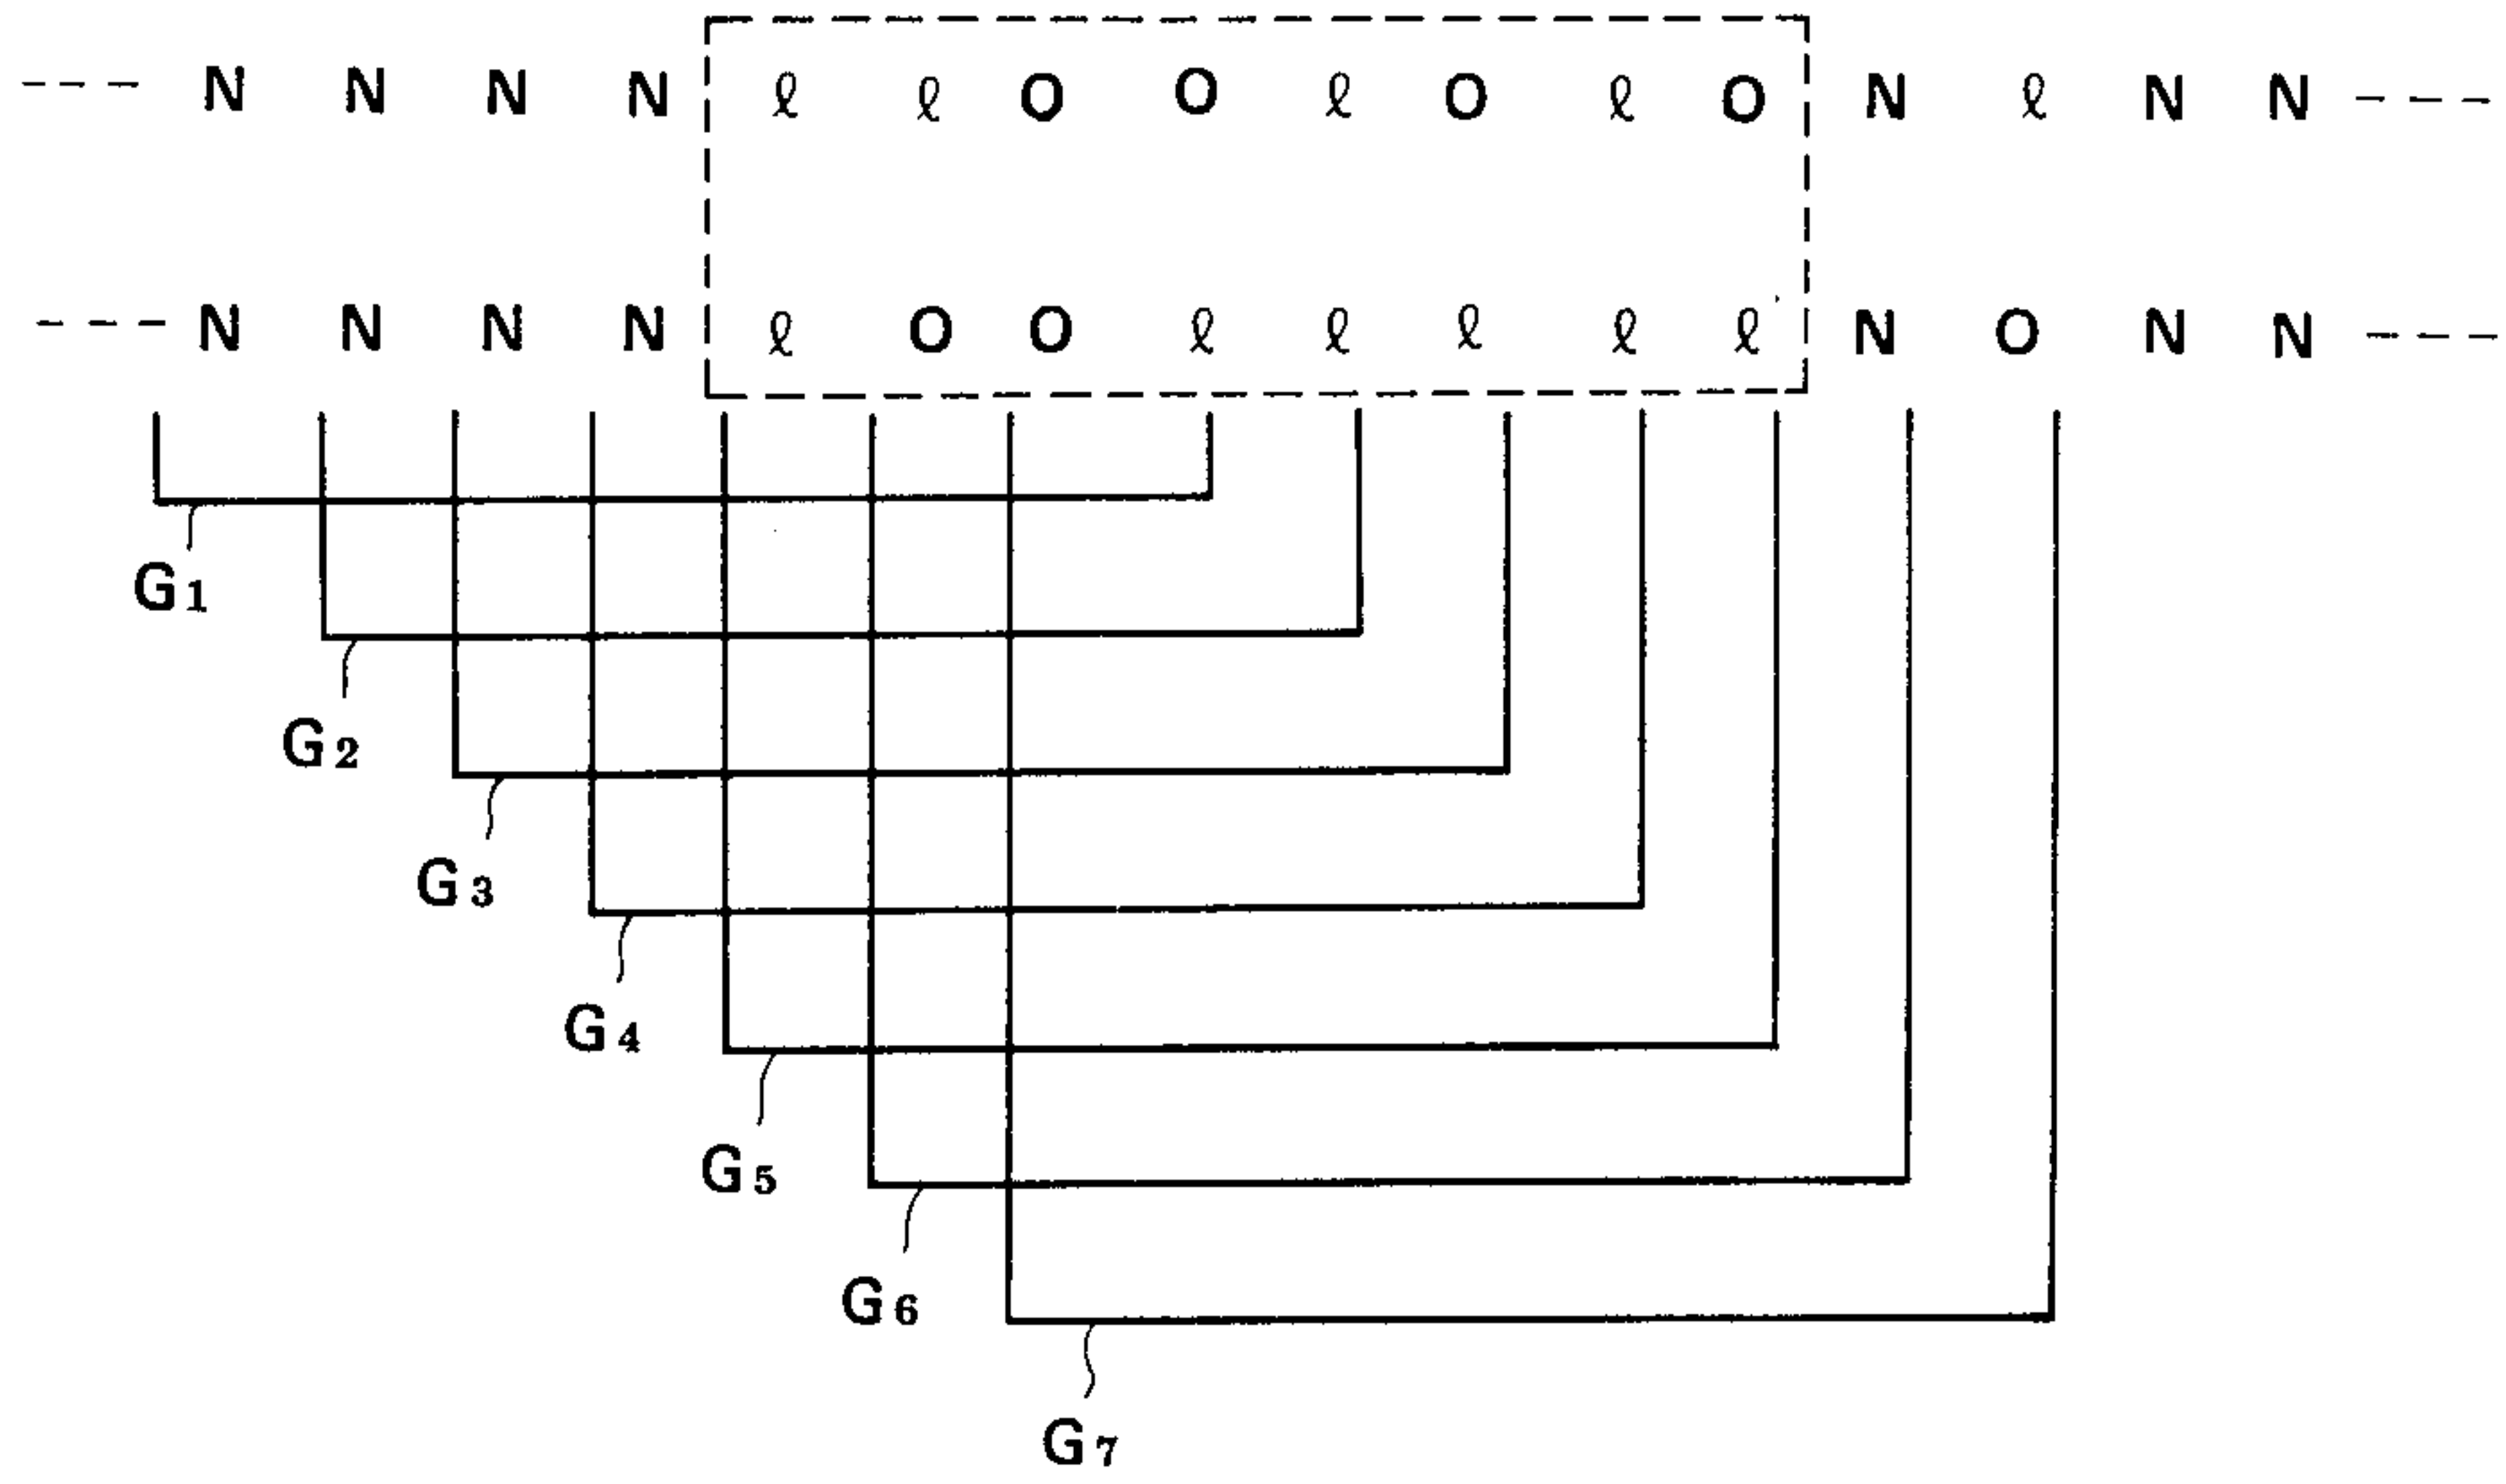 --- N N N N ℓ ℓ O O ℓ O ℓ O N ℓ N N ---
--- N N N N ℓ O O ℓ ℓ ℓ ℓ ℓ N O N N ---
G1
G2
G3
G4
G5
G6
G7